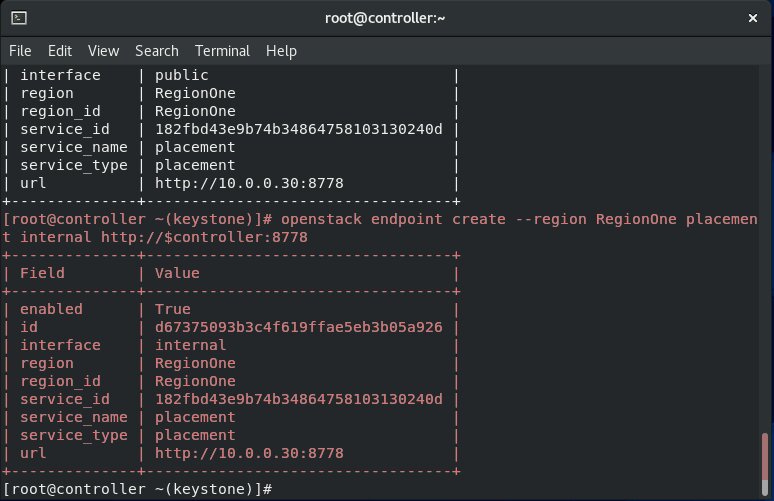 root@controller:~
File Edit View Search Terminal Help
| interface    | public                           |
| region       | RegionOne                        |
| region_id    | RegionOne                        |
| service_id   | 182fbd43e9b74b34864758103130240d |
| service_name | placement                        |
| service_type | placement                        |
| url          | http://10.0.0.30:8778            |
+--------------+----------------------------------+
[root@controller ~(keystone)]# openstack endpoint create --region RegionOne placemen
t internal http://$controller:8778
+--------------+----------------------------------+
| Field        | Value                            |
+--------------+----------------------------------+
| enabled      | True                             |
| id           | d67375093b3c4f619ffae5eb3b05a926 |
| interface    | internal                         |
| region       | RegionOne                        |
| region_id    | RegionOne                        |
| service_id   | 182fbd43e9b74b34864758103130240d |
| service_name | placement                        |
| service_type | placement                        |
| url          | http://10.0.0.30:8778            |
+--------------+----------------------------------+
[root@controller ~(keystone)]#